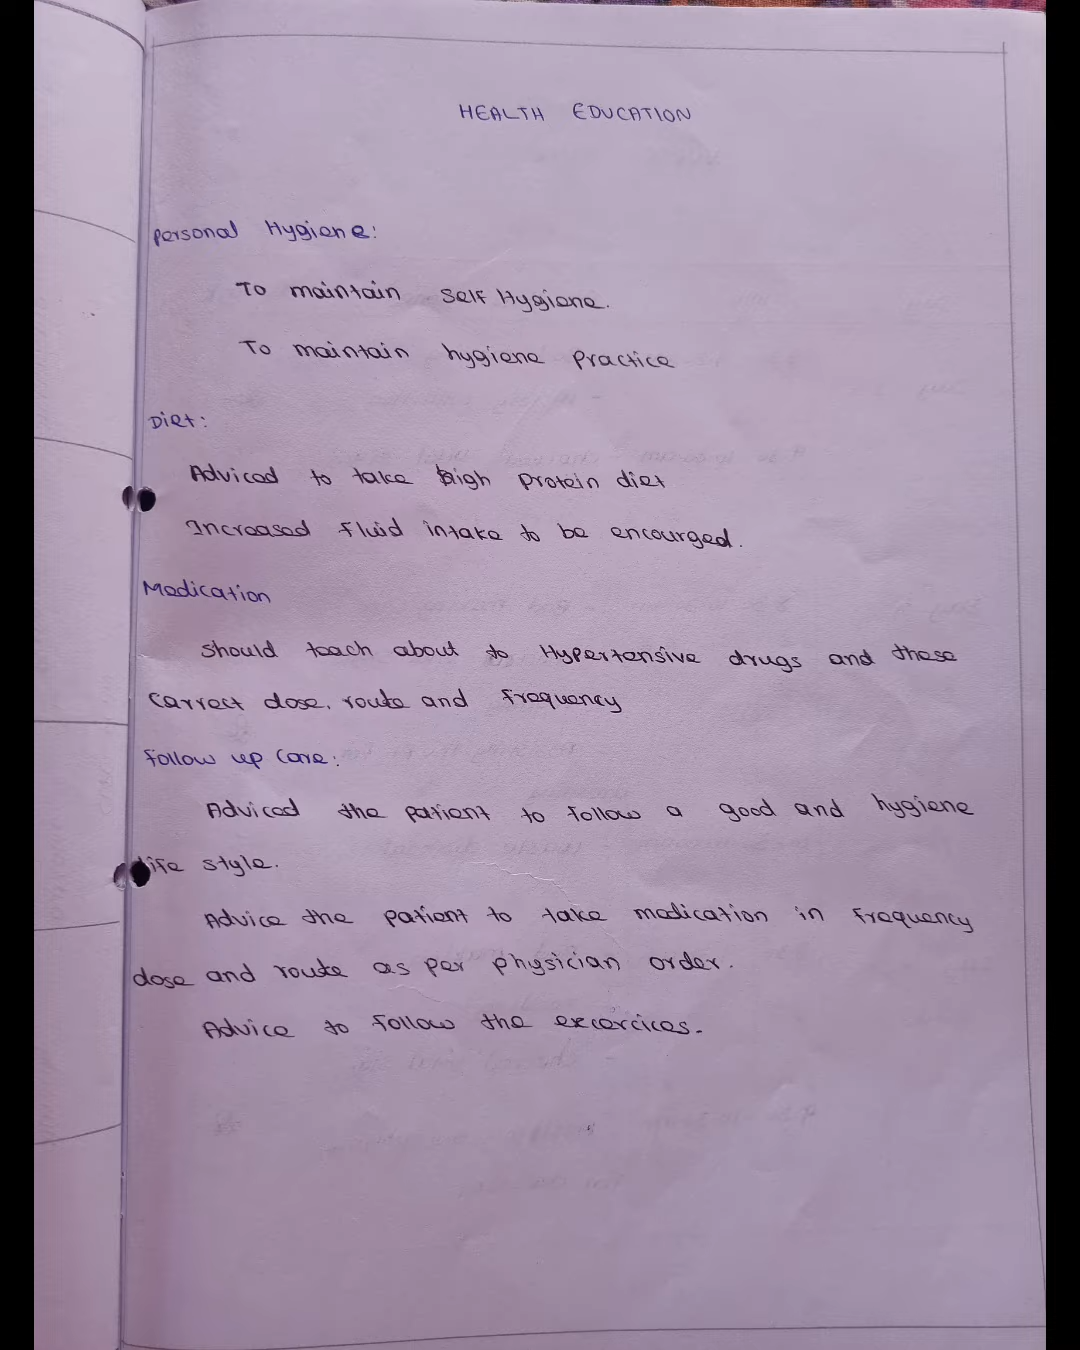 HEALTH EDUCATION
Personal Hygiene:
To maintain Self Hygiene.
To maintain hygiene Practice
Diet:
Adviced to take high protein diet
Increased fluid intake to be encourged.
Medication
Should teach about to Hypertensive drugs and these
Correct dose, route and frequency
Follow up Care:
Adviced the patient to follow a good and hygiene
life style.
Advice the patient to take medication in frequency
dose and route as per physician order.
Advice to follow the excercices.